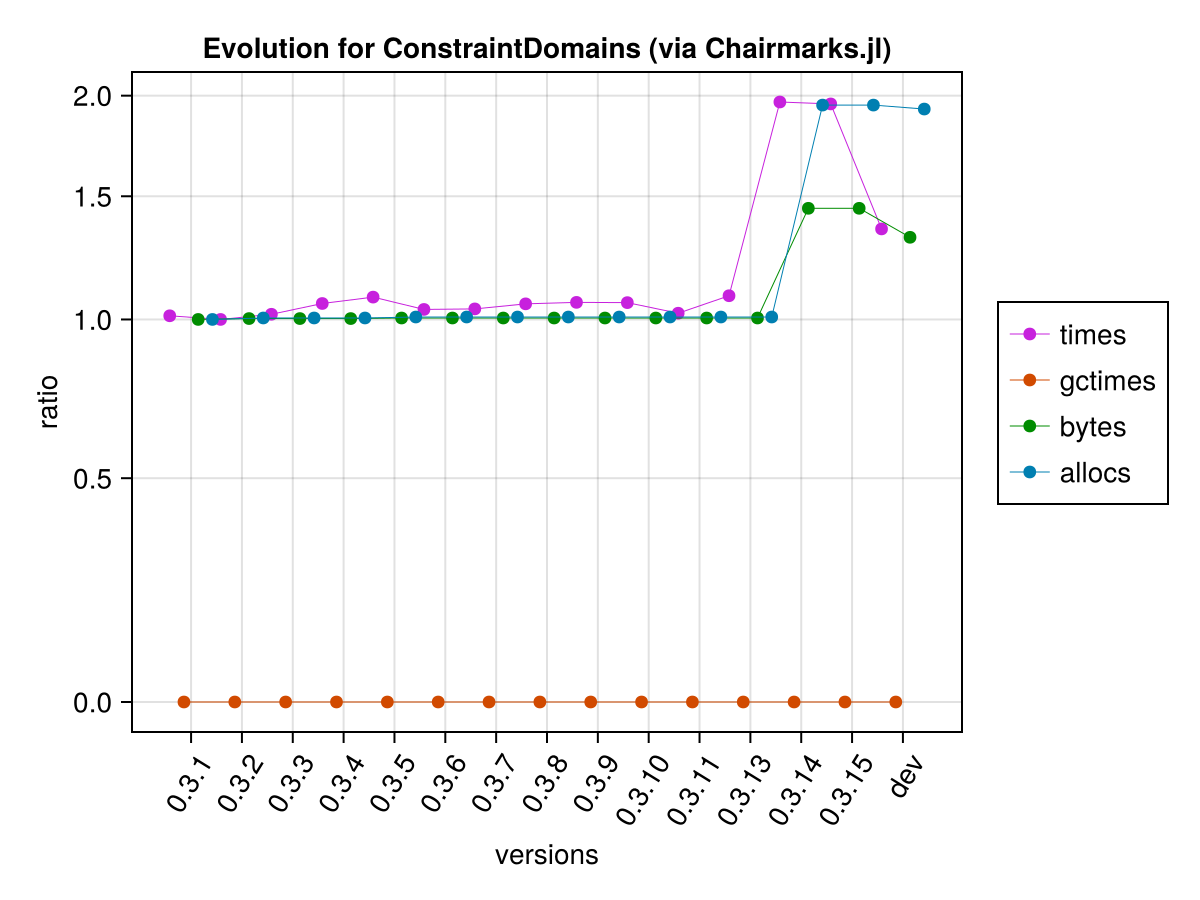 Evolution for ConstraintDomains (via Chairmarks.jl)
2.0
1.5
1.0
0.5
0.0
ratio
0.3.1
0.3.2
0.3.3
0.3.4
0.3.5
0.3.6
0.3.7
0.3.8
0.3.9
0.3.10
0.3.11
0.3.13
0.3.14
0.3.15
dev
versions
times
gctimes
bytes
allocs